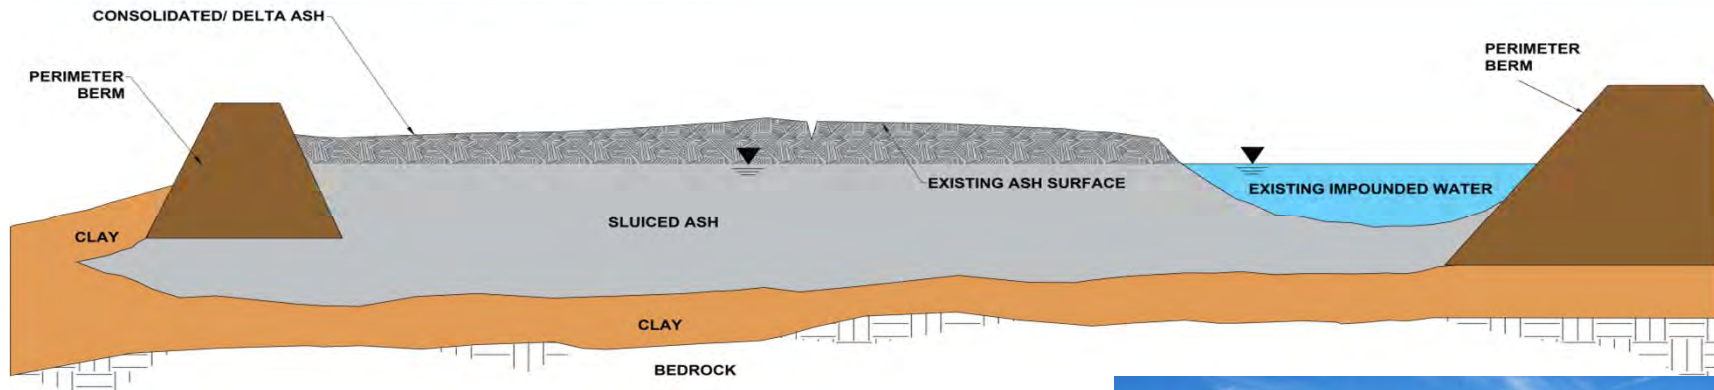 CONSOLIDATED/ DELTA ASH
PERIMETER
BERM
PERIMETER
BERM
EXISTING ASH SURFACE
EXISTING IMPOUNDED WATER
SLUICED ASH
CLAY
CLAY
BEDROCK